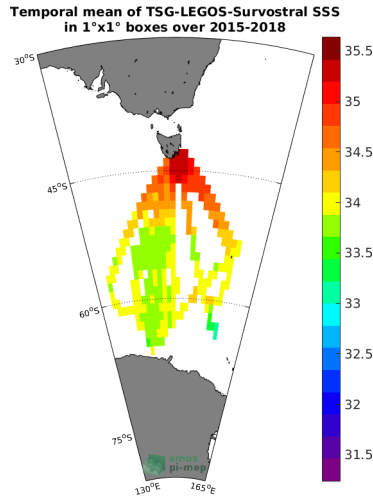 Temporal mean of TSG-LEGOS-Survostral SSS
in 1°x1° boxes over 2015-2018
30°S
45°S
60°S
75°S
130°E
165°E
35.5
35
34.5
34
33.5
33
32.5
32
31.5
smos
pi-mep